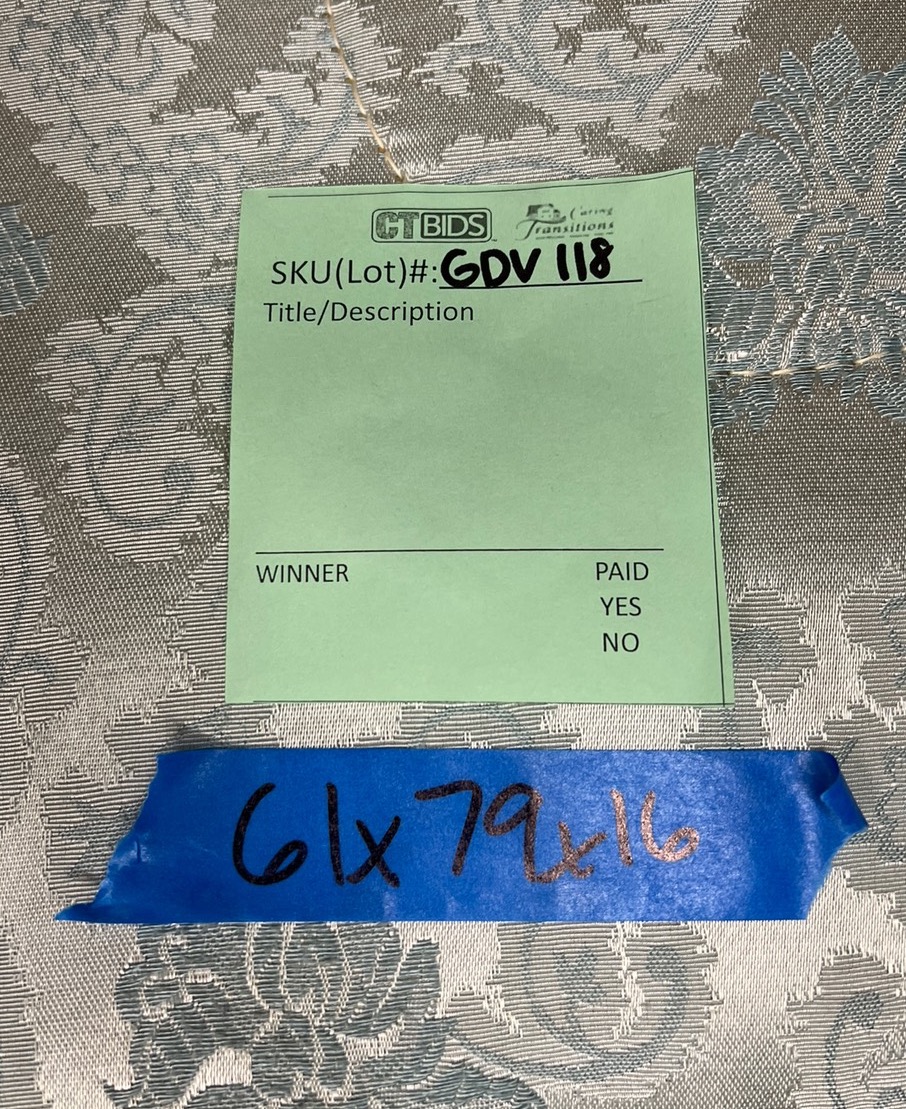 CTBIDS Caring
Transitions
SKU(Lot)#: GDV 118
Title/Description
WINNER PAID
YES
NO
61x79x16